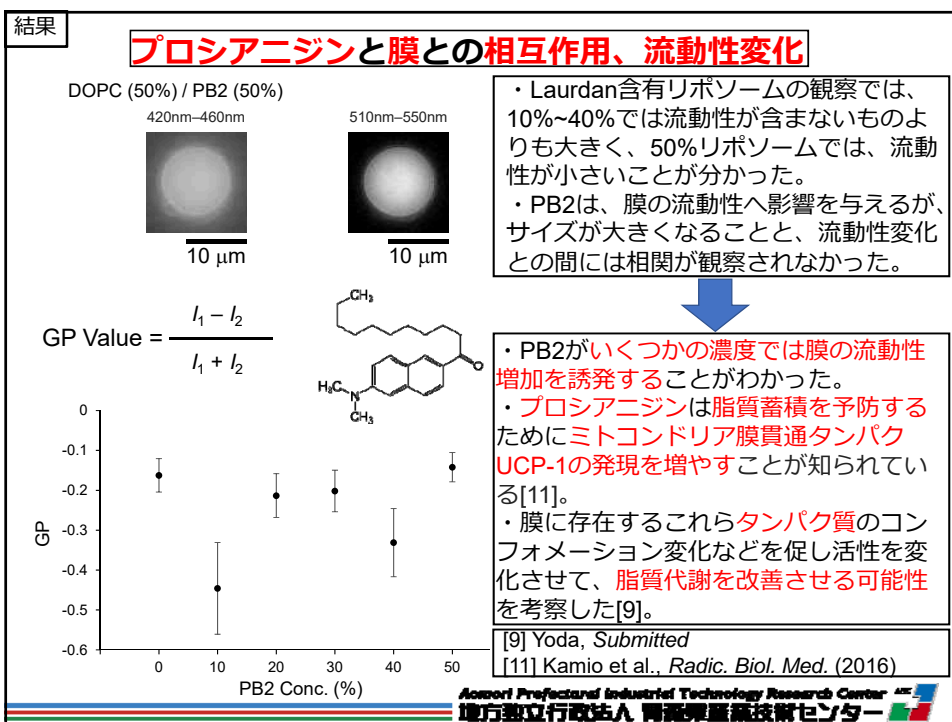 結果
プロシアニジンと膜との相互作用、流動性変化
DOPC (50%) / PB2 (50%)
420nm–460nm
510nm–550nm
10 μm
10 μm
GP Value =
I₁ – I₂
I₁ + I₂
CH₃
O
H₃C
N
CH₃
0
-0.1
-0.2
-0.3
-0.4
-0.5
-0.6
GP
0 10 20 30 40 50
PB2 Conc. (%)
・Laurdan含有リポソームの観察では、
10%~40%では流動性が含まないものよ
りも大きく、50%リポソームでは、流動
性が小さいことが分かった。
・PB2は、膜の流動性へ影響を与えるが、
サイズが大きくなることと、流動性変化
との間には相関が観察されなかった。
・PB2がいくつかの濃度では膜の流動性
増加を誘発することがわかった。
・プロシアニジンは脂質蓄積を予防する
ためにミトコンドリア膜貫通タンパク
UCP-1の発現を増やすことが知られてい
る[11]。
・膜に存在するこれらタンパク質のコン
フォメーション変化などを促し活性を変
化させて、脂質代謝を改善させる可能性
を考察した[9]。
[9] Yoda, Submitted
[11] Kamio et al., Radic. Biol. Med. (2016)
Aomori Prefectural Industrial Technology Research Center
地方独立行政法人 青森県産業技術センター